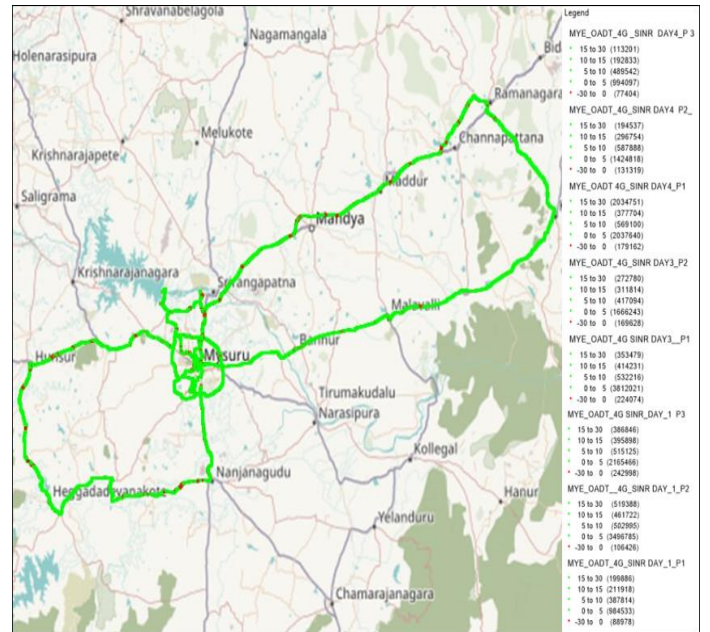 Shravanabelagola
Nagamangala
Holenarasipura
Bid
Ramanagara
Melukote
Channapattana
Krishnarajapete
Maddur
Saligrama
Mandya
Krishnarajanagara
Srirangapatna
Malavalli
Bannur
Hunsur
Mysuru
Tirumakudalu
Narasipura
Kollegal
Nanjanagudu
Heggadadevanakote
Hanur
Yelanduru
Chamarajanagara
Legend
MYE_OADT_4G _SINR DAY4_P 3
15 to 30 (113201)
10 to 15 (192833)
5 to 10 (489542)
0 to 5 (994097)
-30 to 0 (77404)
MYE_OADT_4G_SINR DAY4 P2_
15 to 30 (194537)
10 to 15 (296754)
5 to 10 (587888)
0 to 5 (1424818)
-30 to 0 (131319)
MYE_OADT 4G_SINR DAY4_P1
15 to 30 (2034751)
10 to 15 (377704)
5 to 10 (569100)
0 to 5 (2037640)
-30 to 0 (179162)
MYE_OADT_4G_SINR DAY3_P2
15 to 30 (272780)
10 to 15 (311814)
5 to 10 (417094)
0 to 5 (1666243)
-30 to 0 (169628)
MYE_OADT_4G_SINR DAY3__P1
15 to 30 (353479)
10 to 15 (414231)
5 to 10 (532216)
0 to 5 (3812021)
-30 to 0 (224074)
MYE_OADT_4G SINR_DAY_1 P3
15 to 30 (386846)
10 to 15 (395898)
5 to 10 (515125)
0 to 5 (2165466)
-30 to 0 (242998)
MYE_OADT__4G_SINR DAY_1_P2
15 to 30 (519388)
10 to 15 (461722)
5 to 10 (502995)
0 to 5 (3496785)
-30 to 0 (106426)
MYE_OADT_4G_SINR DAY_1_P1
15 to 30 (199886)
10 to 15 (211918)
5 to 10 (387814)
0 to 5 (984533)
-30 to 0 (88978)